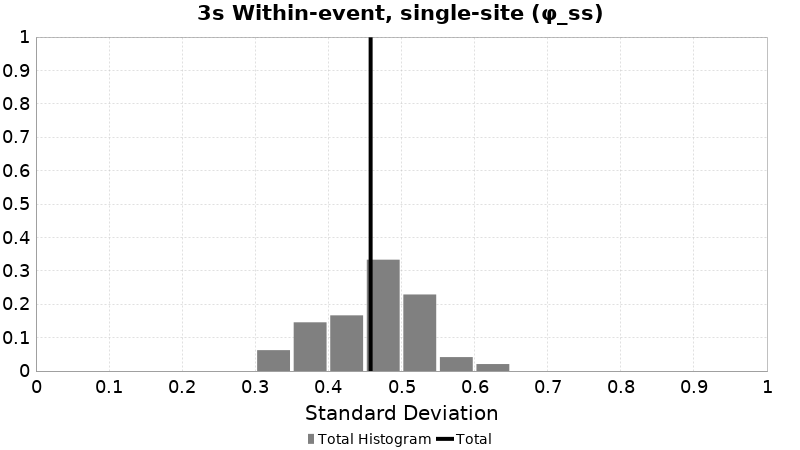 3s Within-event, single-site (φ_ss)
1
0.9
0.8
0.7
0.6
0.5
0.4
0.3
0.2
0.1
0
0 0.1 0.2 0.3 0.4 0.5 0.6 0.7 0.8 0.9 1
Standard Deviation
Total Histogram Total